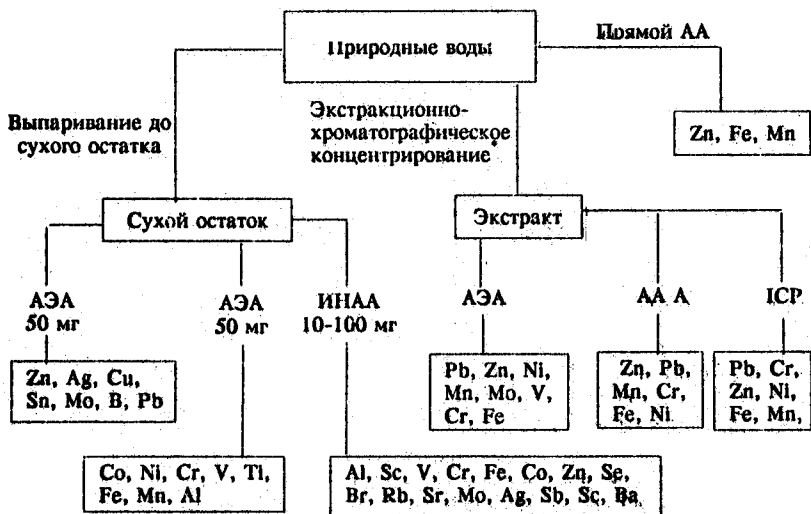 Природные воды
Прямой АА
Выпаривание до
сухого остатка
Экстракционно-
хроматографическое
концентрирование
Zn, Fe, Mn
Сухой остаток
Экстракт
АЭА
50 мг
АЭА
50 мг
ИНАА
10-100 мг
АЭА
АА А
ICP
Zn, Ag, Cu,
Sn, Mo, B, Pb
Pb, Zn, Ni,
Mn, Mo, V,
Cr, Fe
Zn, Pb,
Mn, Cr,
Fe, Ni
Pb, Cr,
Zn, Ni,
Fe, Mn,
Co, Ni, Cr, V, Tl,
Fe, Mn, Al
Al, Sc, V, Cr, Fe, Co, Zn, Se,
Br, Rb, Sr, Mo, Ag, Sb, Sc, Ba